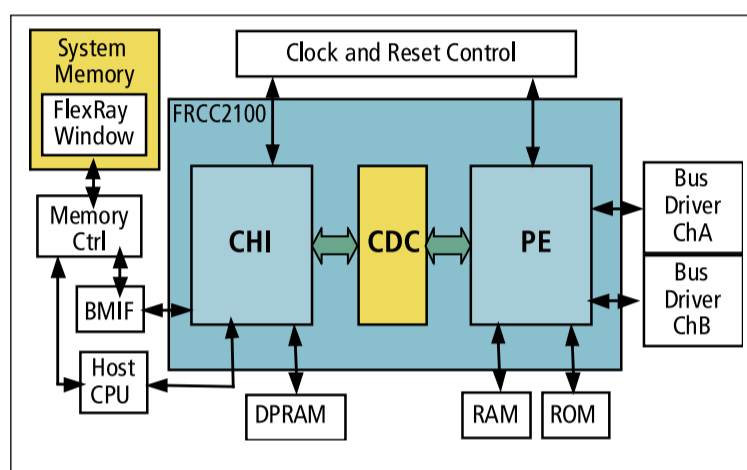 System
Memory
FlexRay
Window
Clock and Reset Control
FRCC2100
Memory
Ctrl
BMIF
Host
CPU
CHI
CDC
PE
Bus
Driver
ChA
Bus
Driver
ChB
DPRAM
RAM
ROM